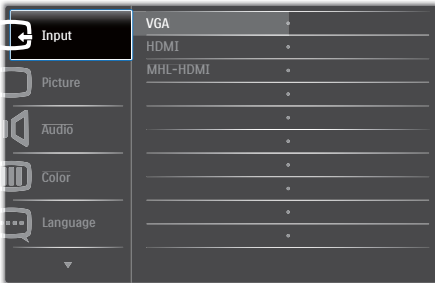 Input
Picture
Audio
Color
Language
VGA
HDMI
MHL-HDMI